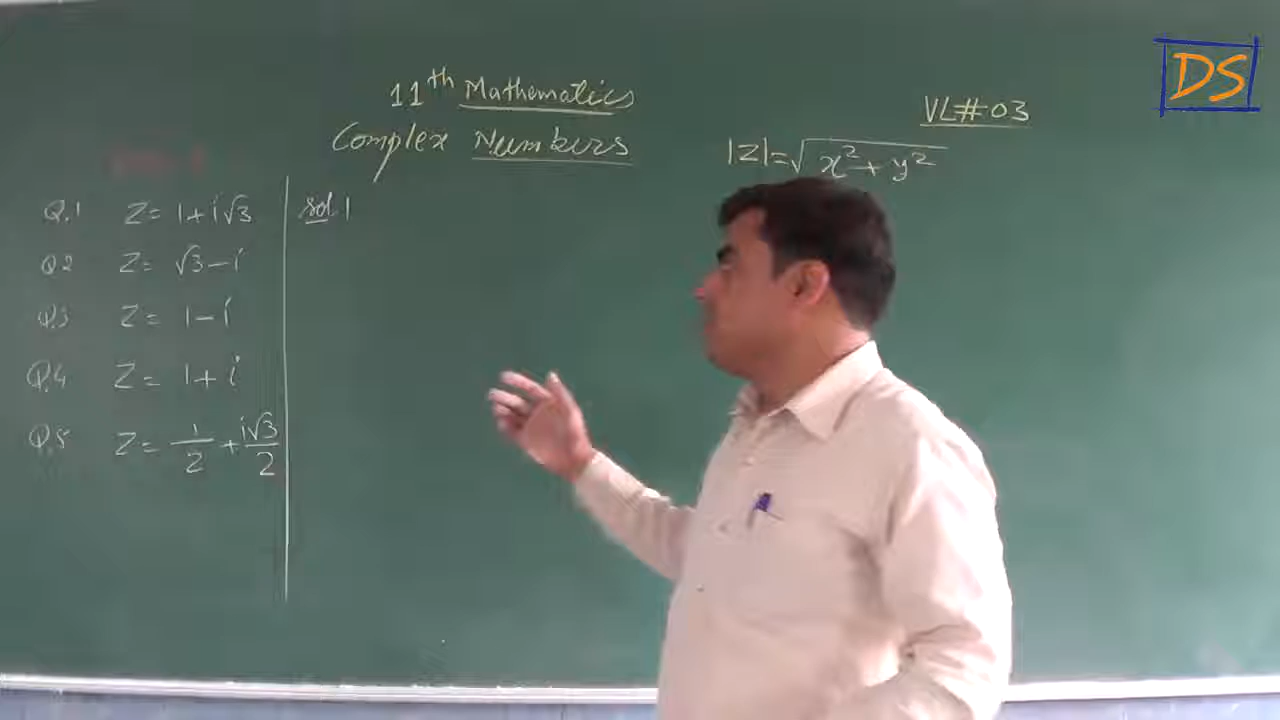 DS
11th Mathematics
Complex Numbers
VL#03
|Z|=√x²+y²
Q.1 Z= 1+i√3
Q2 Z= √3-i
Q.3 Z= 1-i
Q.4 Z= 1+i
Q.5 Z= 1/2 + i√3/2
sol 1